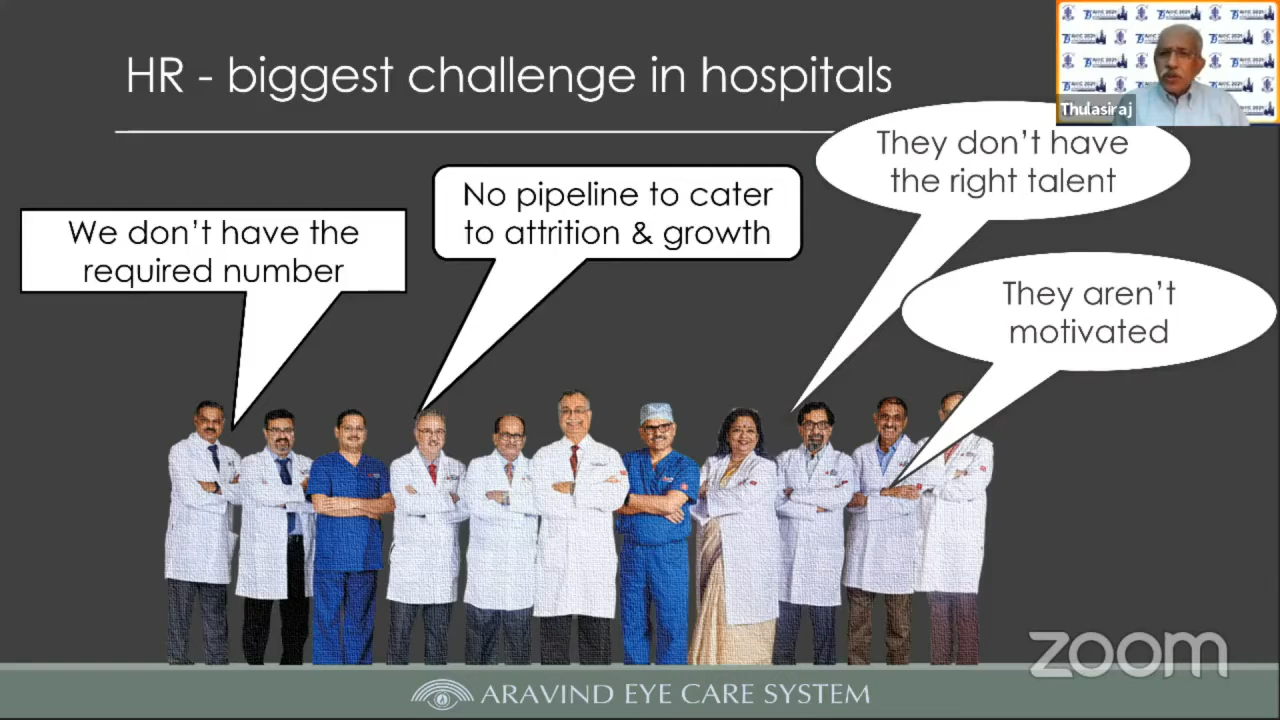 HR - biggest challenge in hospitals
Thulasiraj
They don't have
the right talent
No pipeline to cater
to attrition & growth
We don't have the
required number
They aren't
motivated
zoom
ARAVIND EYE CARE SYSTEM